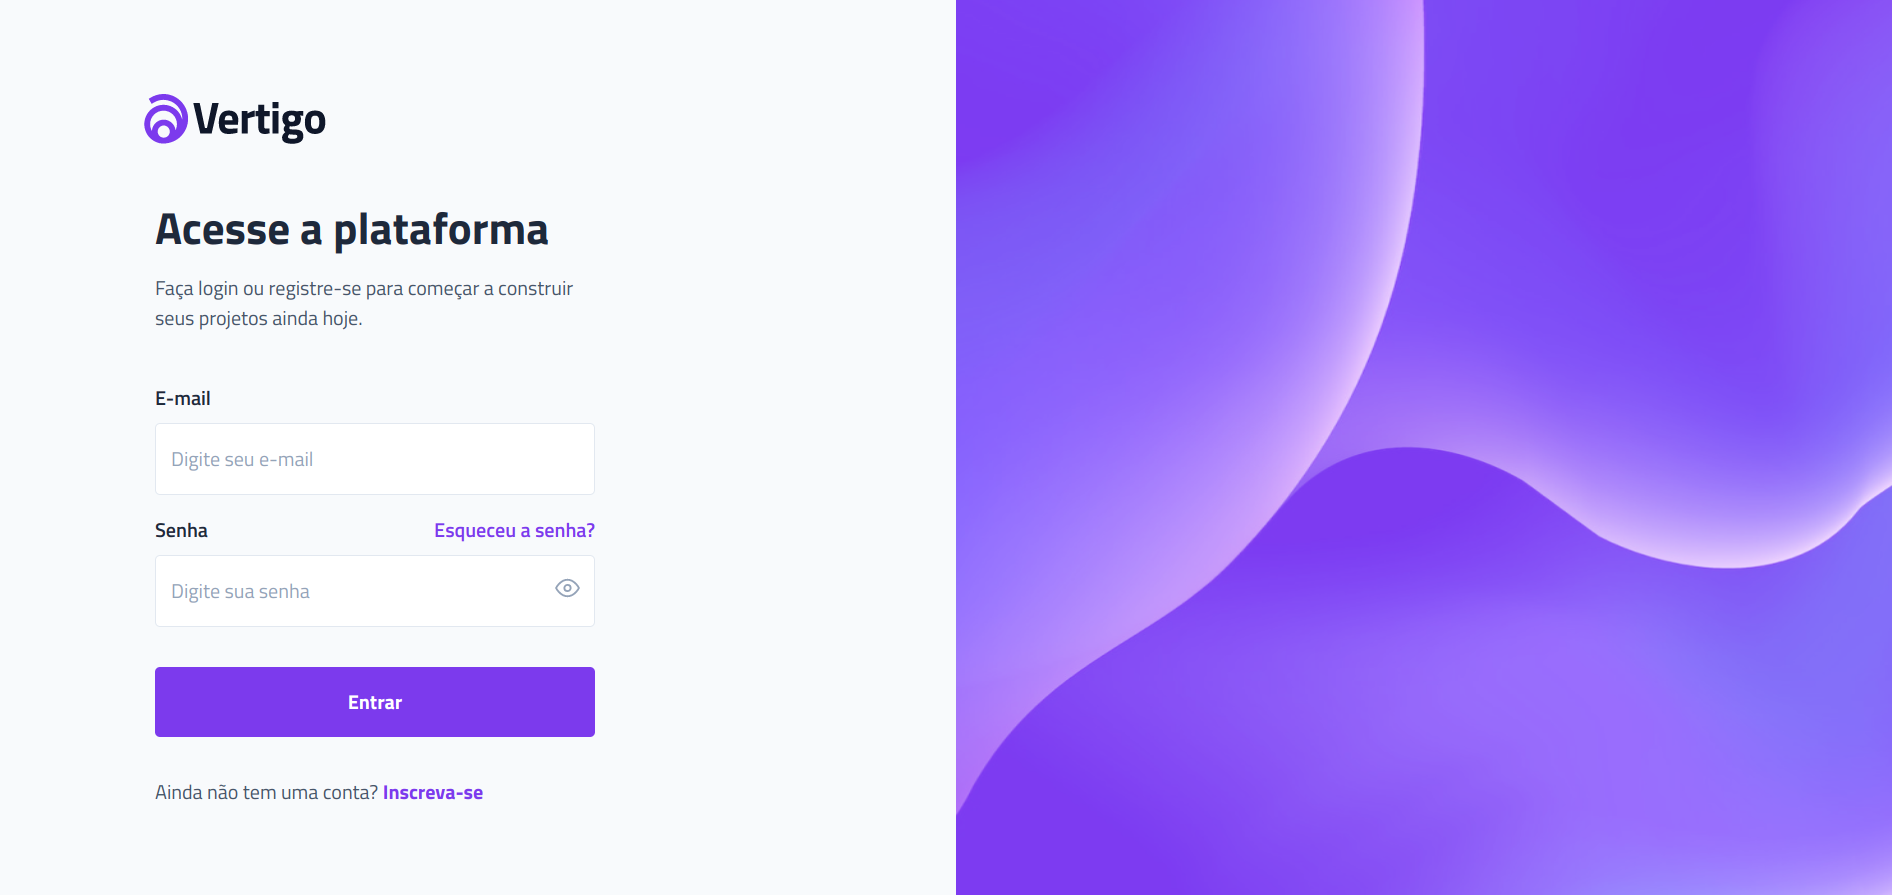 Vertigo
Acesse a plataforma
Faça login ou registre-se para começar a construir
seus projetos ainda hoje.
E-mail
Digite seu e-mail
Senha Esqueceu a senha?
Digite sua senha
Entrar
Ainda não tem uma conta? Inscreva-se